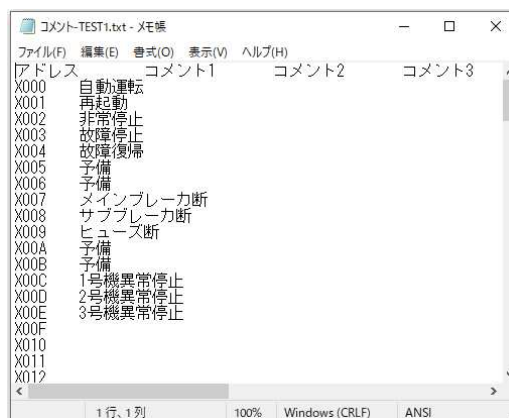 コメント-TEST1.txt - メモ帳
ファイル(F) 編集(E) 書式(O) 表示(V) ヘルプ(H)
アドレス コメント1 コメント2 コメント3
X000 自動運転
X001 再起動
X002 非常停止
X003 故障停止
X004 故障復帰
X005 予備
X006 予備
X007 メインブレーカ断
X008 サブブレーカ断
X009 ヒューズ断
X00A 予備
X00B 予備
X00C 1号機異常停止
X00D 2号機異常停止
X00E 3号機異常停止
X00F
X010
X011
X012
1行、1列 100% Windows (CRLF) ANSI